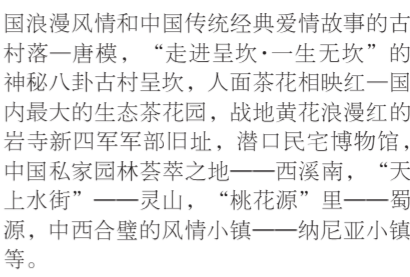 国浪漫风情和中国传统经典爱情故事的古
村落—唐模，“走进呈坎·一生无坎”的
神秘八卦古村呈坎，人面茶花相映红—国
内最大的生态茶花园，战地黄花浪漫红的
岩寺新四军军部旧址，潜口民宅博物馆，
中国私家园林荟萃之地——西溪南，“天
上水街”——灵山，“桃花源”里——蜀
源，中西合璧的风情小镇——纳尼亚小镇
等。